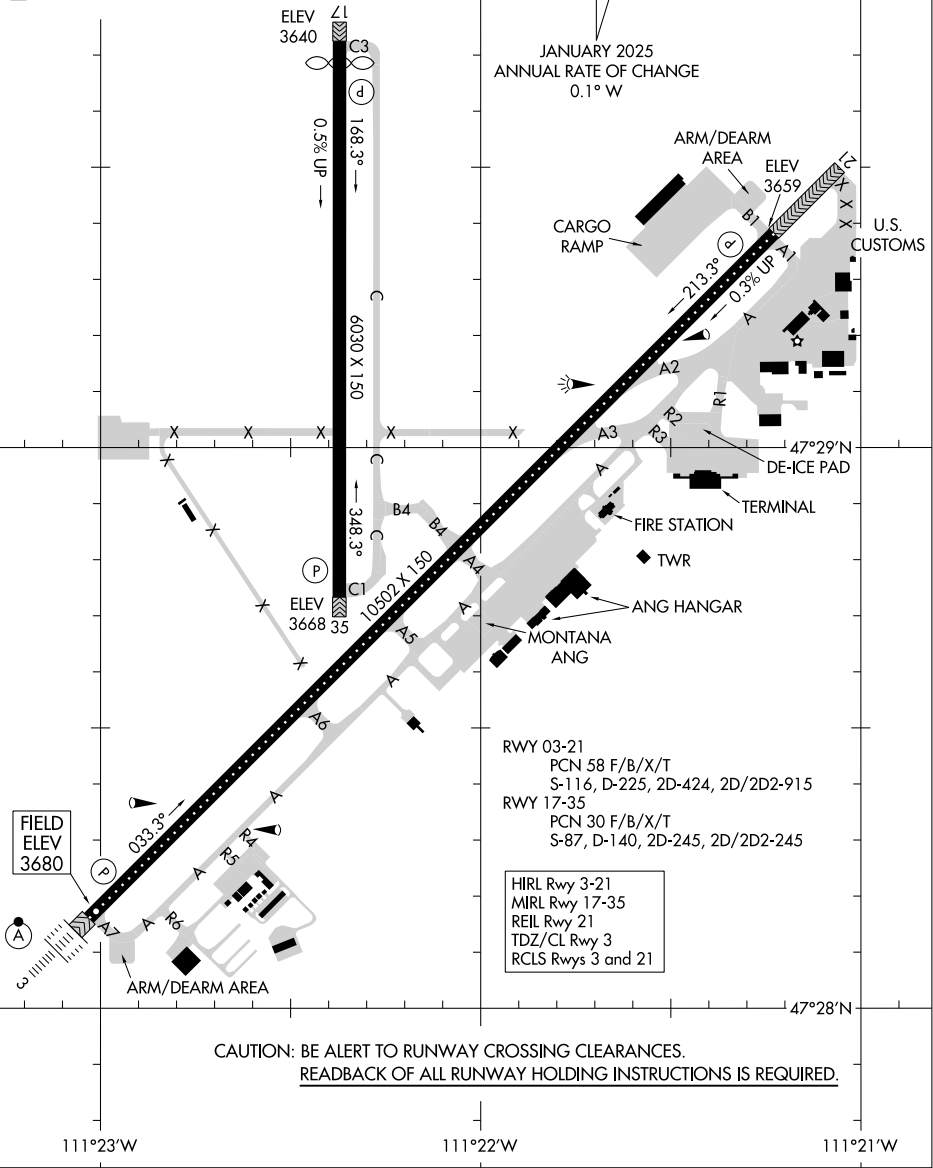 17
ELEV
3640
C3
JANUARY 2025
ANNUAL RATE OF CHANGE
0.1° W
P
0.5% UP
168.3°
ARM/DEARM
AREA
ELEV
3659
21
X
X
X
B1
U.S.
CUSTOMS
CARGO
RAMP
P
A1
213.3°
0.3% UP
C
A
6030 X 150
A2
R1
R2
X
X
X
X
X
A3
R3
47°29'N
DE-ICE PAD
X
C
A
TERMINAL
348.3°
B4
FIRE STATION
X
C
B4
TWR
P
A4
10502 X 150
C1
ELEV
3668
35
X
A
ANG HANGAR
A5
MONTANA
ANG
X
A
A6
RWY 03-21
PCN 58 F/B/X/T
S-116, D-225, 2D-424, 2D/2D2-915
RWY 17-35
PCN 30 F/B/X/T
S-87, D-140, 2D-245, 2D/2D2-245
A
033.3°
FIELD
ELEV
3680
R4
R5
P
A
HIRL Rwy 3-21
MIRL Rwy 17-35
REIL Rwy 21
TDZ/CL Rwy 3
RCLS Rwys 3 and 21
A
A7
A
R6
3
ARM/DEARM AREA
47°28'N
CAUTION: BE ALERT TO RUNWAY CROSSING CLEARANCES.
READBACK OF ALL RUNWAY HOLDING INSTRUCTIONS IS REQUIRED.
111°23'W
111°22'W
111°21'W